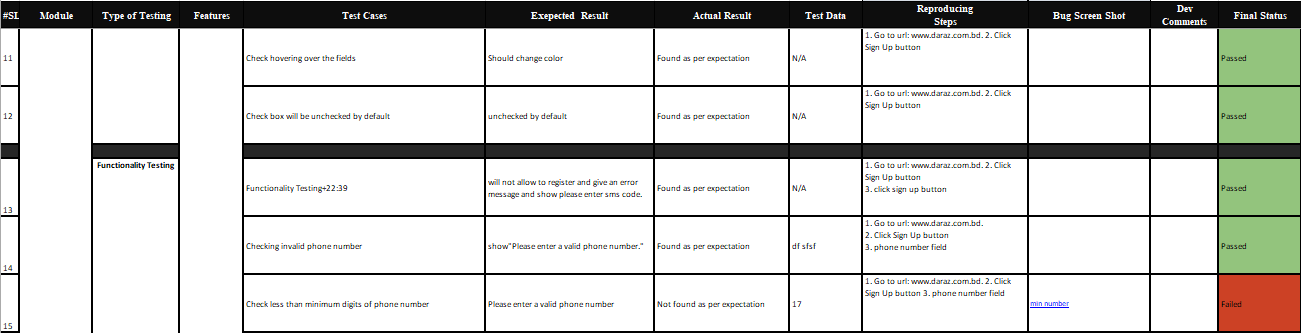 #SL Module Type of Testing Features Test Cases Exepected Result Actual Result Test Data Reproducing Steps Bug Screen Shot Dev Comments Final Status
11 Check hovering over the fields Should change color Found as per expectation N/A 1. Go to url: www.daraz.com.bd. 2. Click
Sign Up button Passed
12 Check box will be unchecked by default unchecked by default Found as per expectation N/A 1. Go to url: www.daraz.com.bd. 2. Click
Sign Up button Passed
Functionality Testing
13 Functionality Testing+22:39 will not allow to register and give an error
message and show please enter sms code. Found as per expectation N/A 1. Go to url: www.daraz.com.bd. 2. Click
Sign Up button
3. click sign up button Passed
14 Checking invalid phone number show"Please enter a valid phone number." Found as per expectation df sfsf 1. Go to url: www.daraz.com.bd.
2. Click Sign Up button
3. phone number field Passed
15 Check less than minimum digits of phone number Please enter a valid phone number Not found as per expectation 17 1. Go to url: www.daraz.com.bd. 2. Click
Sign Up button 3. phone number field min number Failed